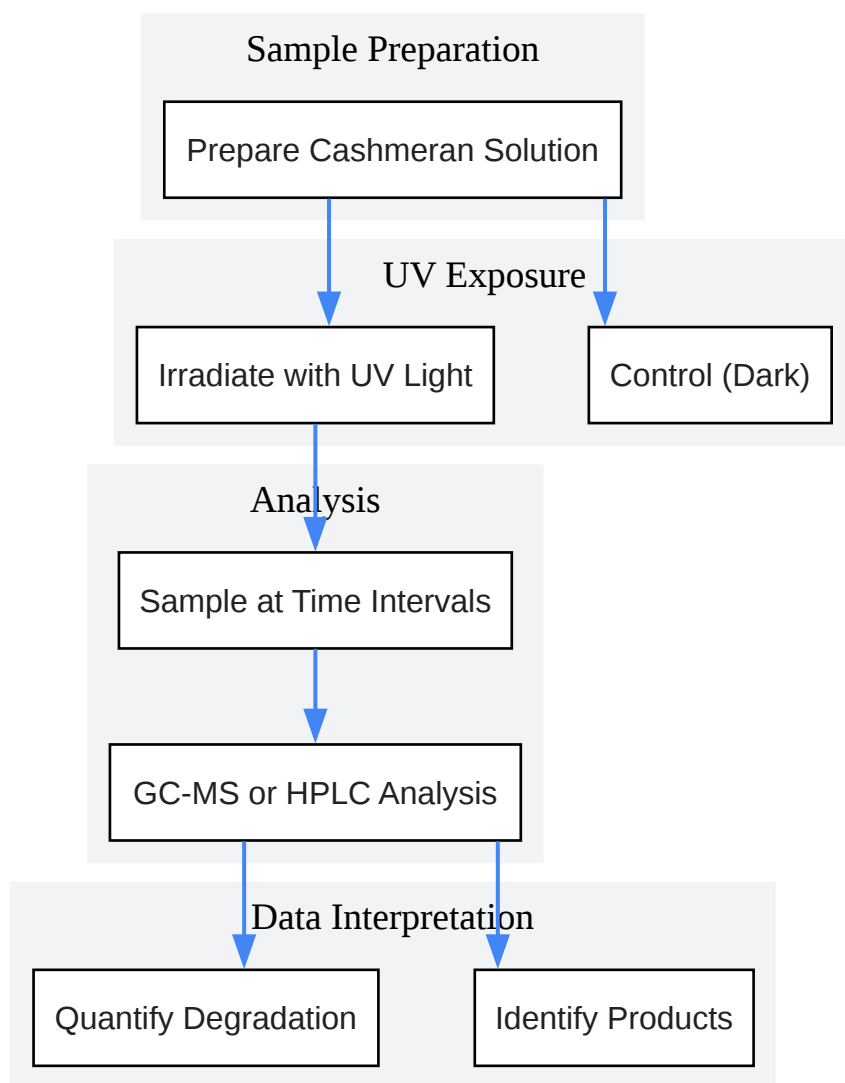 Sample Preparation
Prepare Cashmeran Solution
UV Exposure
Irradiate with UV Light
Control (Dark)
Analysis
Sample at Time Intervals
GC-MS or HPLC Analysis
Data Interpretation
Quantify Degradation
Identify Products